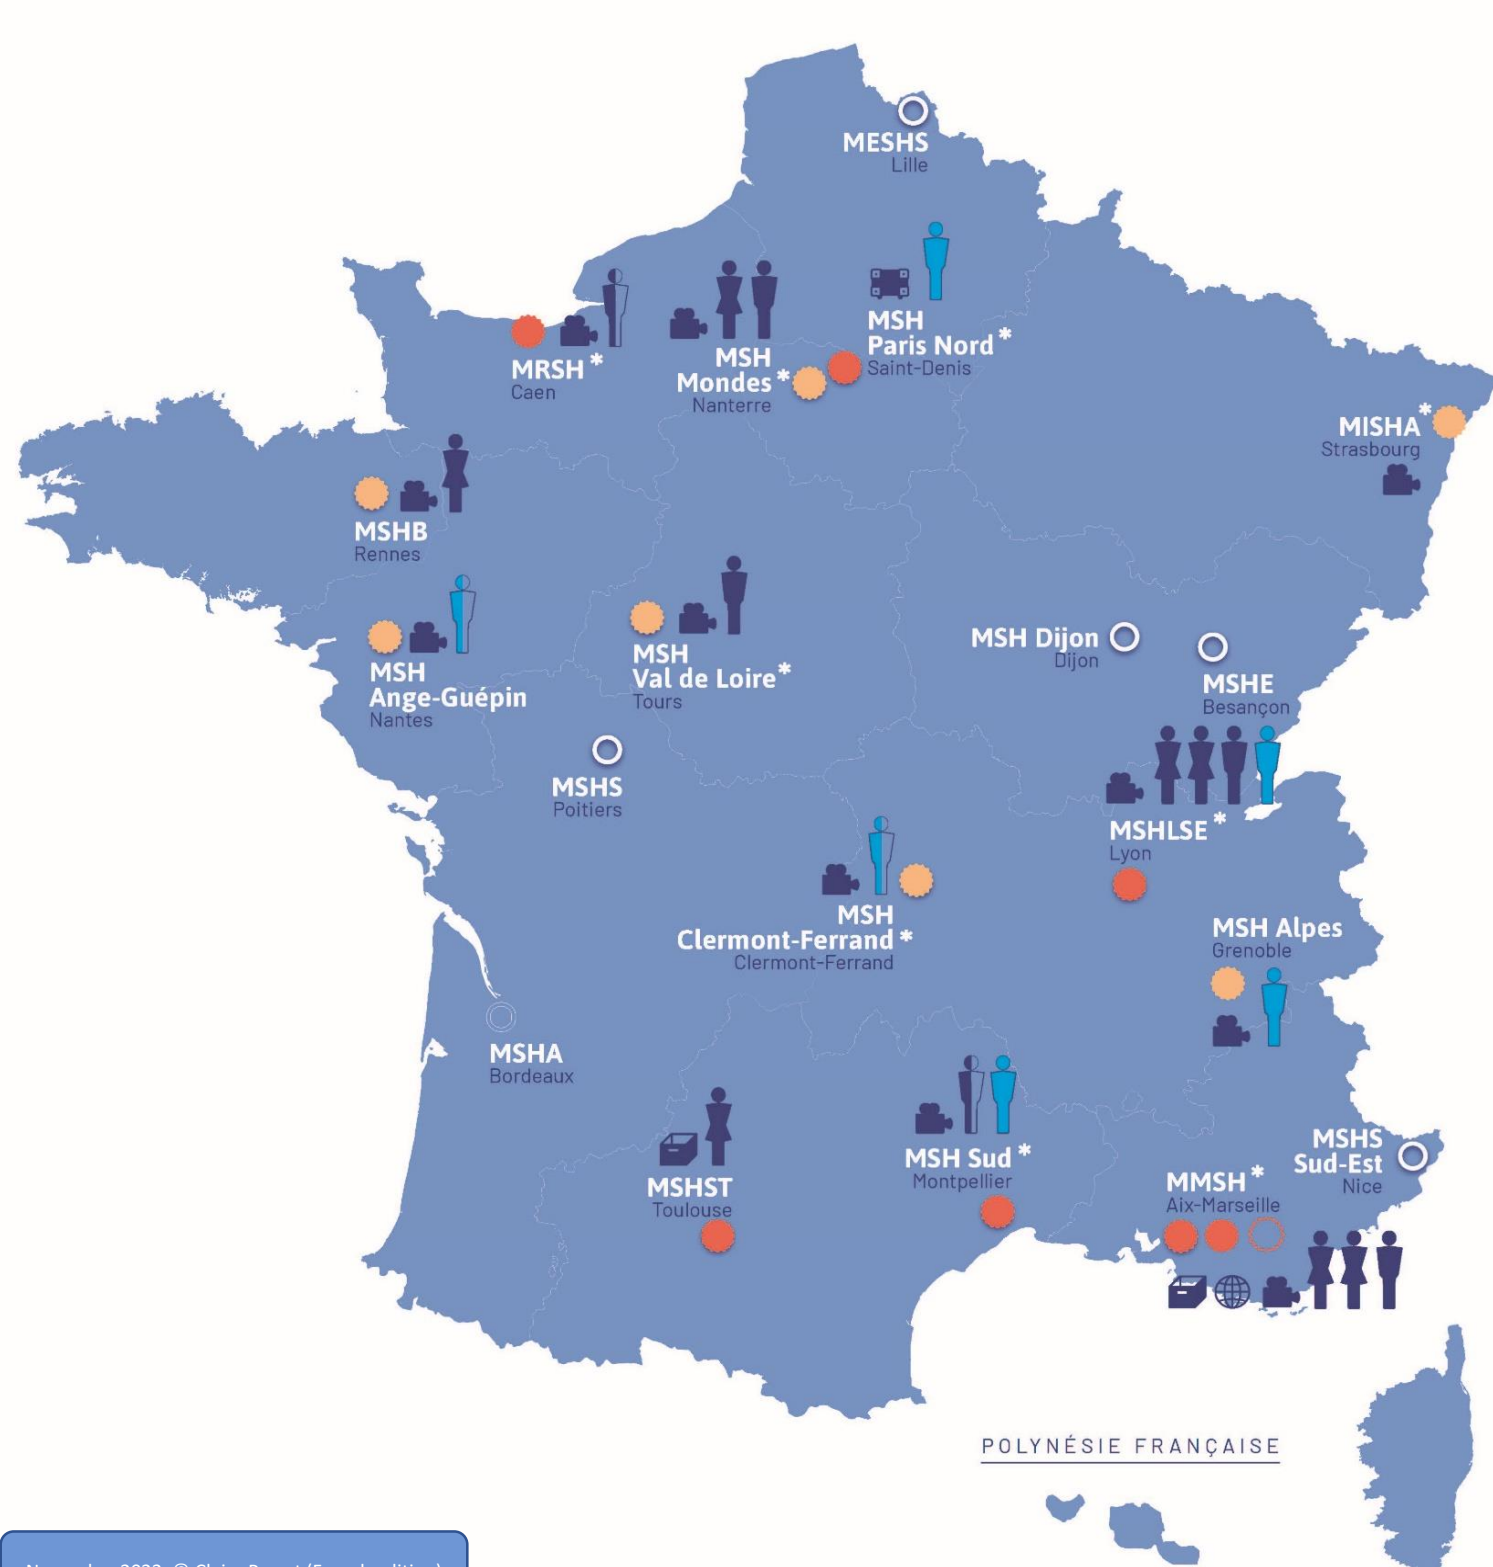 MESHS
Lille
MSH
Paris Nord*
Saint-Denis
MSH
Mondes*
Nanterre
MRSH*
Caen
MISHA*
Strasbourg
MSHB
Rennes
MSH
Ange-Guépin
Nantes
MSH
Val de Loire*
Tours
MSH Dijon
Dijon
MSHE
Besançon
MSHS
Poitiers
MSHLSE*
Lyon
MSH
Clermont-Ferrand*
Clermont-Ferrand
MSH Alpes
Grenoble
MSHA
Bordeaux
MSHST
Toulouse
MSH Sud*
Montpellier
MSHS
Sud-Est
Nice
MMSH*
Aix-Marseille
POLYNÉSIE FRANÇAISE